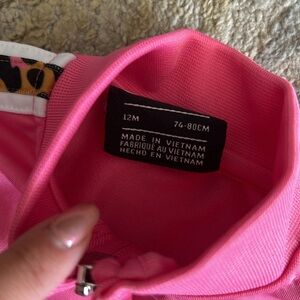 12M 74-80CM
MADE IN VIETNAM
FABRIQUÉ AU VIETNAM
HECHO EN VIETNAM